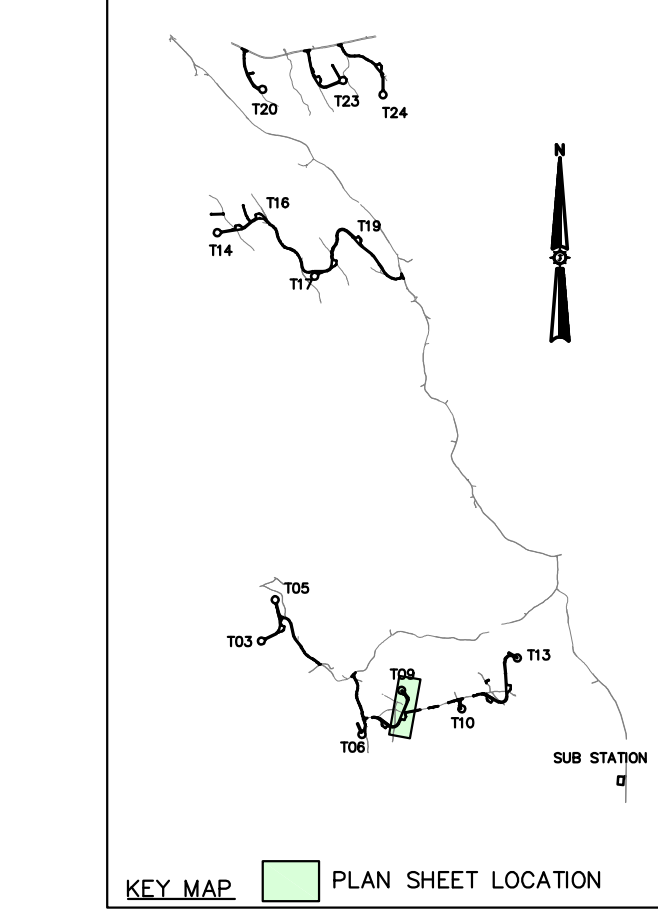 T20
T23
T24
N
T16
T14
T19
T17
T05
T03
T13
T09
T10
T06
SUB STATION
KEY MAP
PLAN SHEET LOCATION